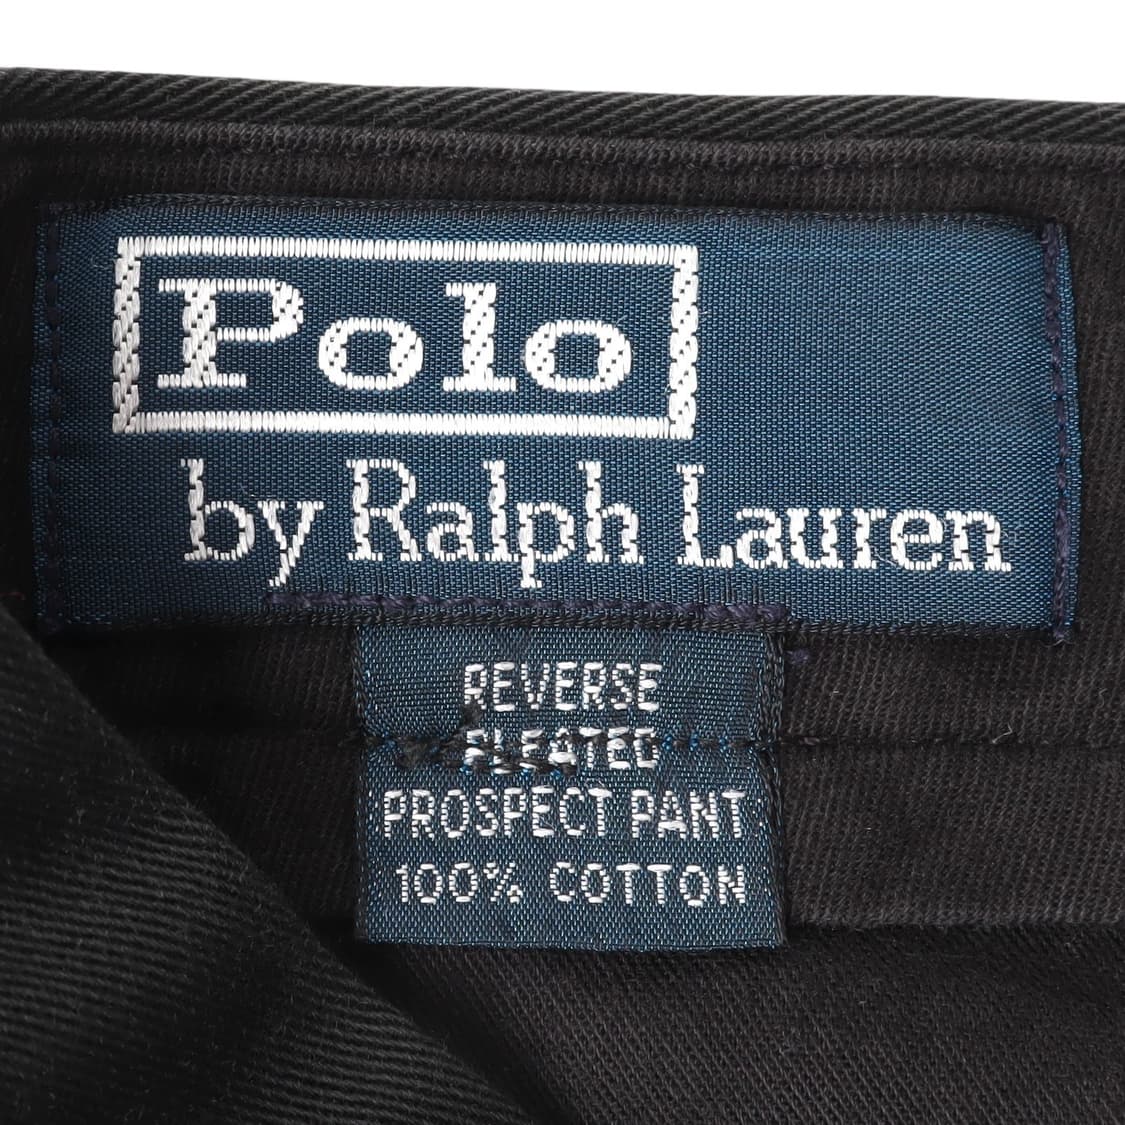 Polo
by Ralph Lauren
REVERSE
PLEATED
PROSPECT PANT
100% COTTON